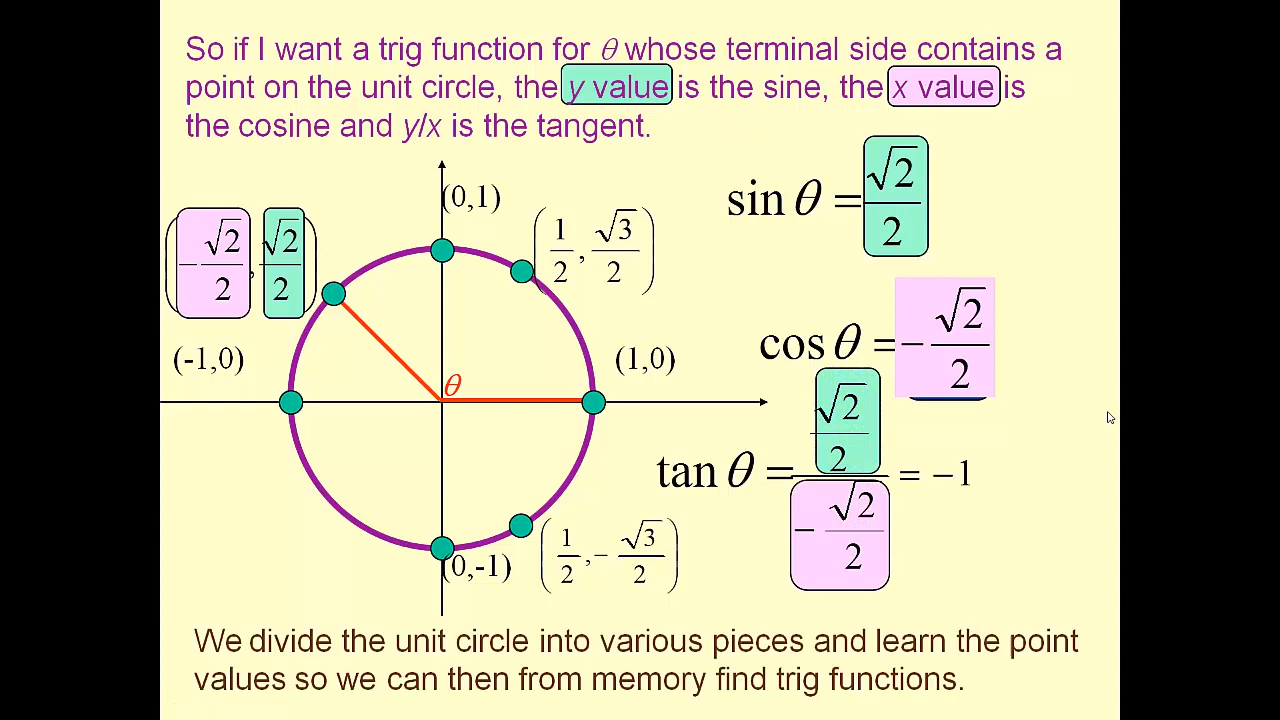 So if I want a trig function for θ whose terminal side contains a
point on the unit circle, the y value is the sine, the x value is
the cosine and y/x is the tangent.
(0,1)
(1/2, √3/2)
sin θ = √2/2
(-√2/2, √2/2)
(-1,0)
(1,0)
cos θ = -√2/2
θ
tan θ = (√2/2)/(-√2/2) = -1
(0,-1)
(1/2, -√3/2)
We divide the unit circle into various pieces and learn the point
values so we can then from memory find trig functions.